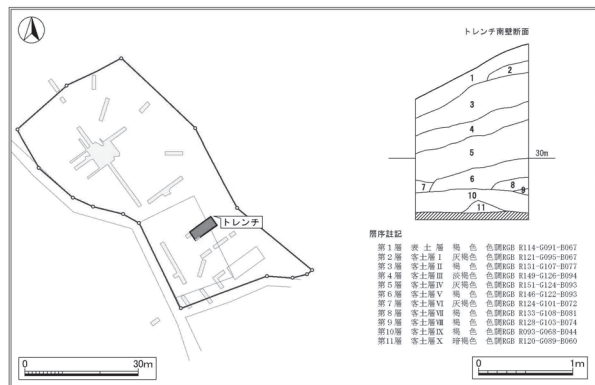 トレンチ南壁断面
1
2
3
4
5
30m
6
7
8
9
10
11
トレンチ
層序註記
第1層 表土層 褐色 色調RGB R114-G091-B067
第2層 客土層Ⅰ 灰褐色 色調RGB R121-G095-B067
第3層 客土層Ⅱ 褐色 色調RGB R131-G107-B077
第4層 客土層Ⅲ 淡褐色 色調RGB R149-G126-B094
第5層 客土層Ⅳ 灰褐色 色調RGB R151-G124-B093
第6層 客土層Ⅴ 褐色 色調RGB R146-G122-B093
第7層 客土層Ⅵ 灰褐色 色調RGB R124-G101-B072
第8層 客土層Ⅶ 褐色 色調RGB R133-G108-B081
第9層 客土層Ⅷ 褐色 色調RGB R128-G103-B074
第10層 客土層Ⅸ 褐色 色調RGB R093-G068-B044
第11層 客土層Ⅹ 暗褐色 色調RGB R120-G089-B060
0 30m
0 1m